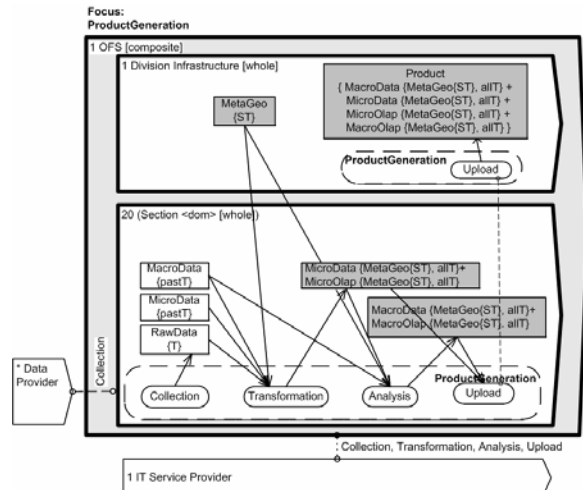 Focus:
ProductGeneration
1 OFS [composite]
1 Division Infrastructure [whole]
MetaGeo
{ST}
Product
{ MacroData {MetaGeo{ST}, allT} +
MicroData {MetaGeo{ST}, allT} +
MicroOlap {MetaGeo{ST}, allT} +
MacroOlap {MetaGeo{ST}, allT} }
ProductGeneration
Upload
20 (Section <dom> [whole])
MacroData
{pastT}
MicroData
{pastT}
RawData
{T}
MicroData {MetaGeo{ST}, allT}+
MicroOlap {MetaGeo{ST}, allT}
MacroData {MetaGeo{ST}, allT}+
MacroOlap {MetaGeo{ST}, allT}
ProductGeneration
Collection
Transformation
Analysis
Upload
* Data
Provider
Collection
Collection, Transformation, Analysis, Upload
1 IT Service Provider